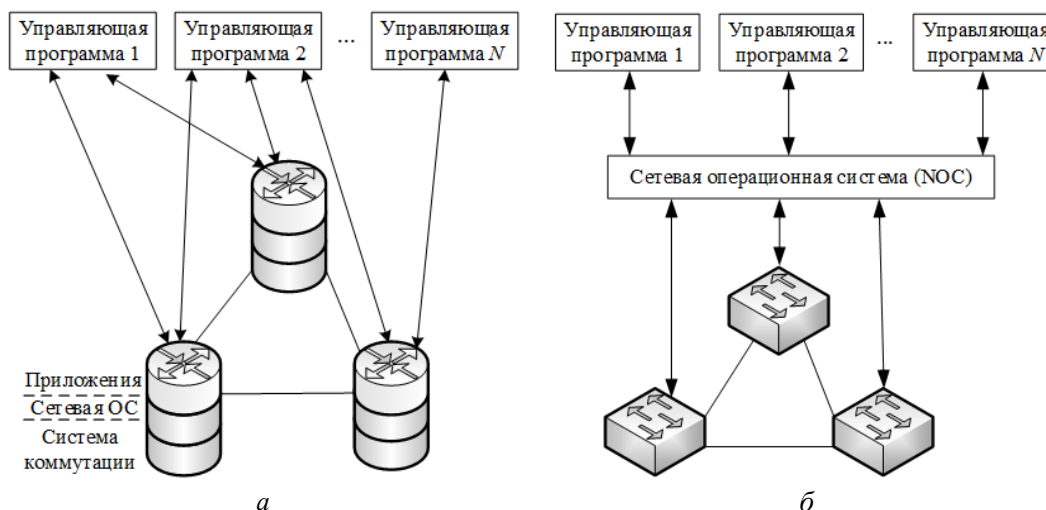 Управляющая
программа 1
Управляющая
программа 2
...
Управляющая
программа N
Приложения
Сетевая ОС
Система
коммутации
а
Управляющая
программа 1
Управляющая
программа 2
...
Управляющая
программа N
Сетевая операционная система (NOC)
б